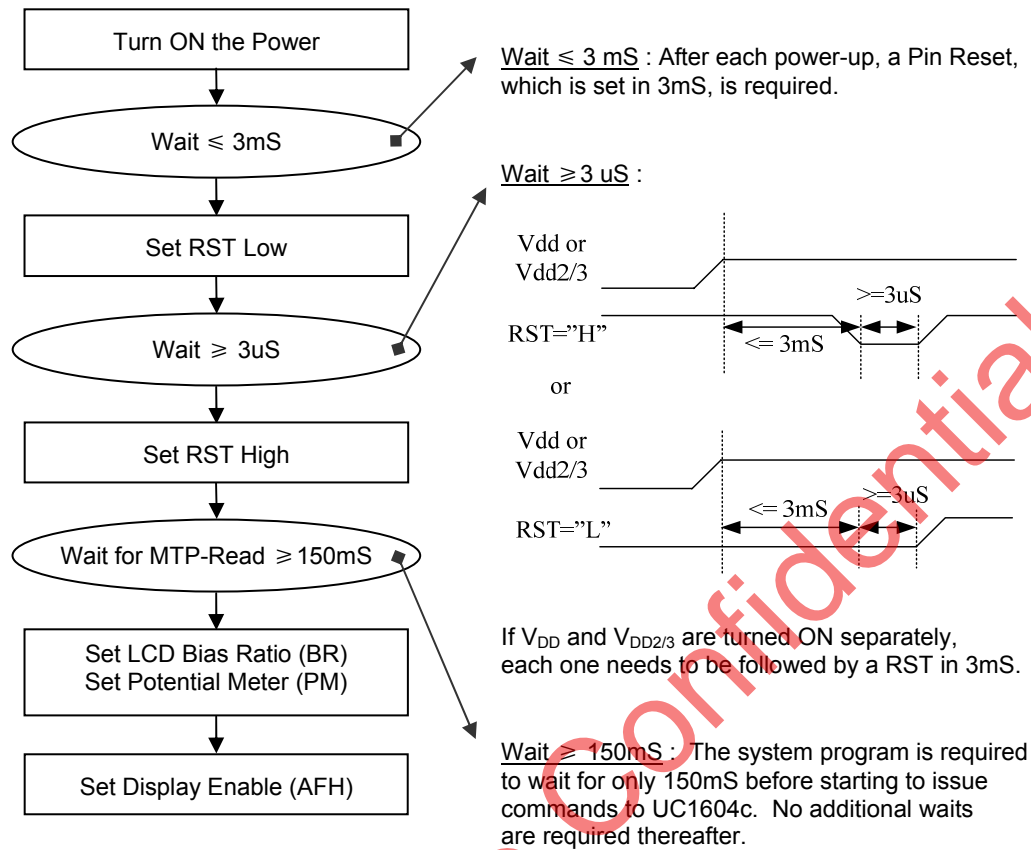 Turn ON the Power
Wait ≤ 3mS
Set RST Low
Wait ≥ 3uS
Set RST High
Wait for MTP-Read ≥150mS
Set LCD Bias Ratio (BR)
Set Potential Meter (PM)
Set Display Enable (AFH)
Wait ≤ 3 mS : After each power-up, a Pin Reset,
which is set in 3mS, is required.
Wait ≥3 uS :
Vdd or
Vdd2/3
>=3uS
RST=”H”
<= 3mS
or
Vdd or
Vdd2/3
<= 3mS
>=3uS
RST=”L”
If VDD and VDD2/3 are turned ON separately,
each one needs to be followed by a RST in 3mS.
Wait ≥ 150mS : The system program is required
to wait for only 150mS before starting to issue
commands to UC1604c. No additional waits
are required thereafter.
Confidential